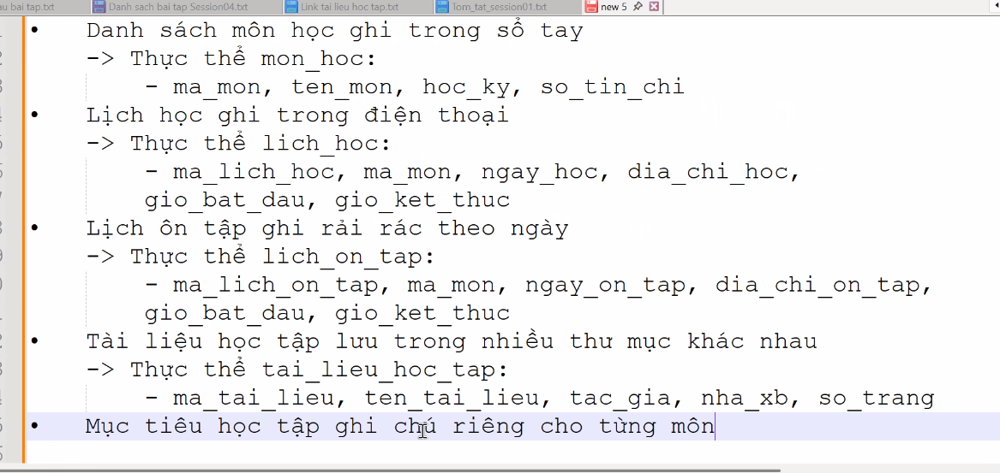 au bai tap.txt Danh sach bai tap Session04.txt Link tai lieu hoc tap.txt Tom_tat_session01.txt new 5
• Danh sách môn học ghi trong sổ tay
-> Thực thể mon_hoc:
- ma_mon, ten_mon, hoc_ky, so_tin_chi
• Lịch học ghi trong điện thoại
-> Thực thể lich_hoc:
- ma_lich_hoc, ma_mon, ngay_hoc, dia_chi_hoc,
gio_bat_dau, gio_ket_thuc
• Lịch ôn tập ghi rải rác theo ngày
-> Thực thể lich_on_tap:
- ma_lich_on_tap, ma_mon, ngay_on_tap, dia_chi_on_tap,
gio_bat_dau, gio_ket_thuc
• Tài liệu học tập lưu trong nhiều thư mục khác nhau
-> Thực thể tai_lieu_hoc_tap:
- ma_tai_lieu, ten_tai_lieu, tac_gia, nha_xb, so_trang
• Mục tiêu học tập ghi chú riêng cho từng môn